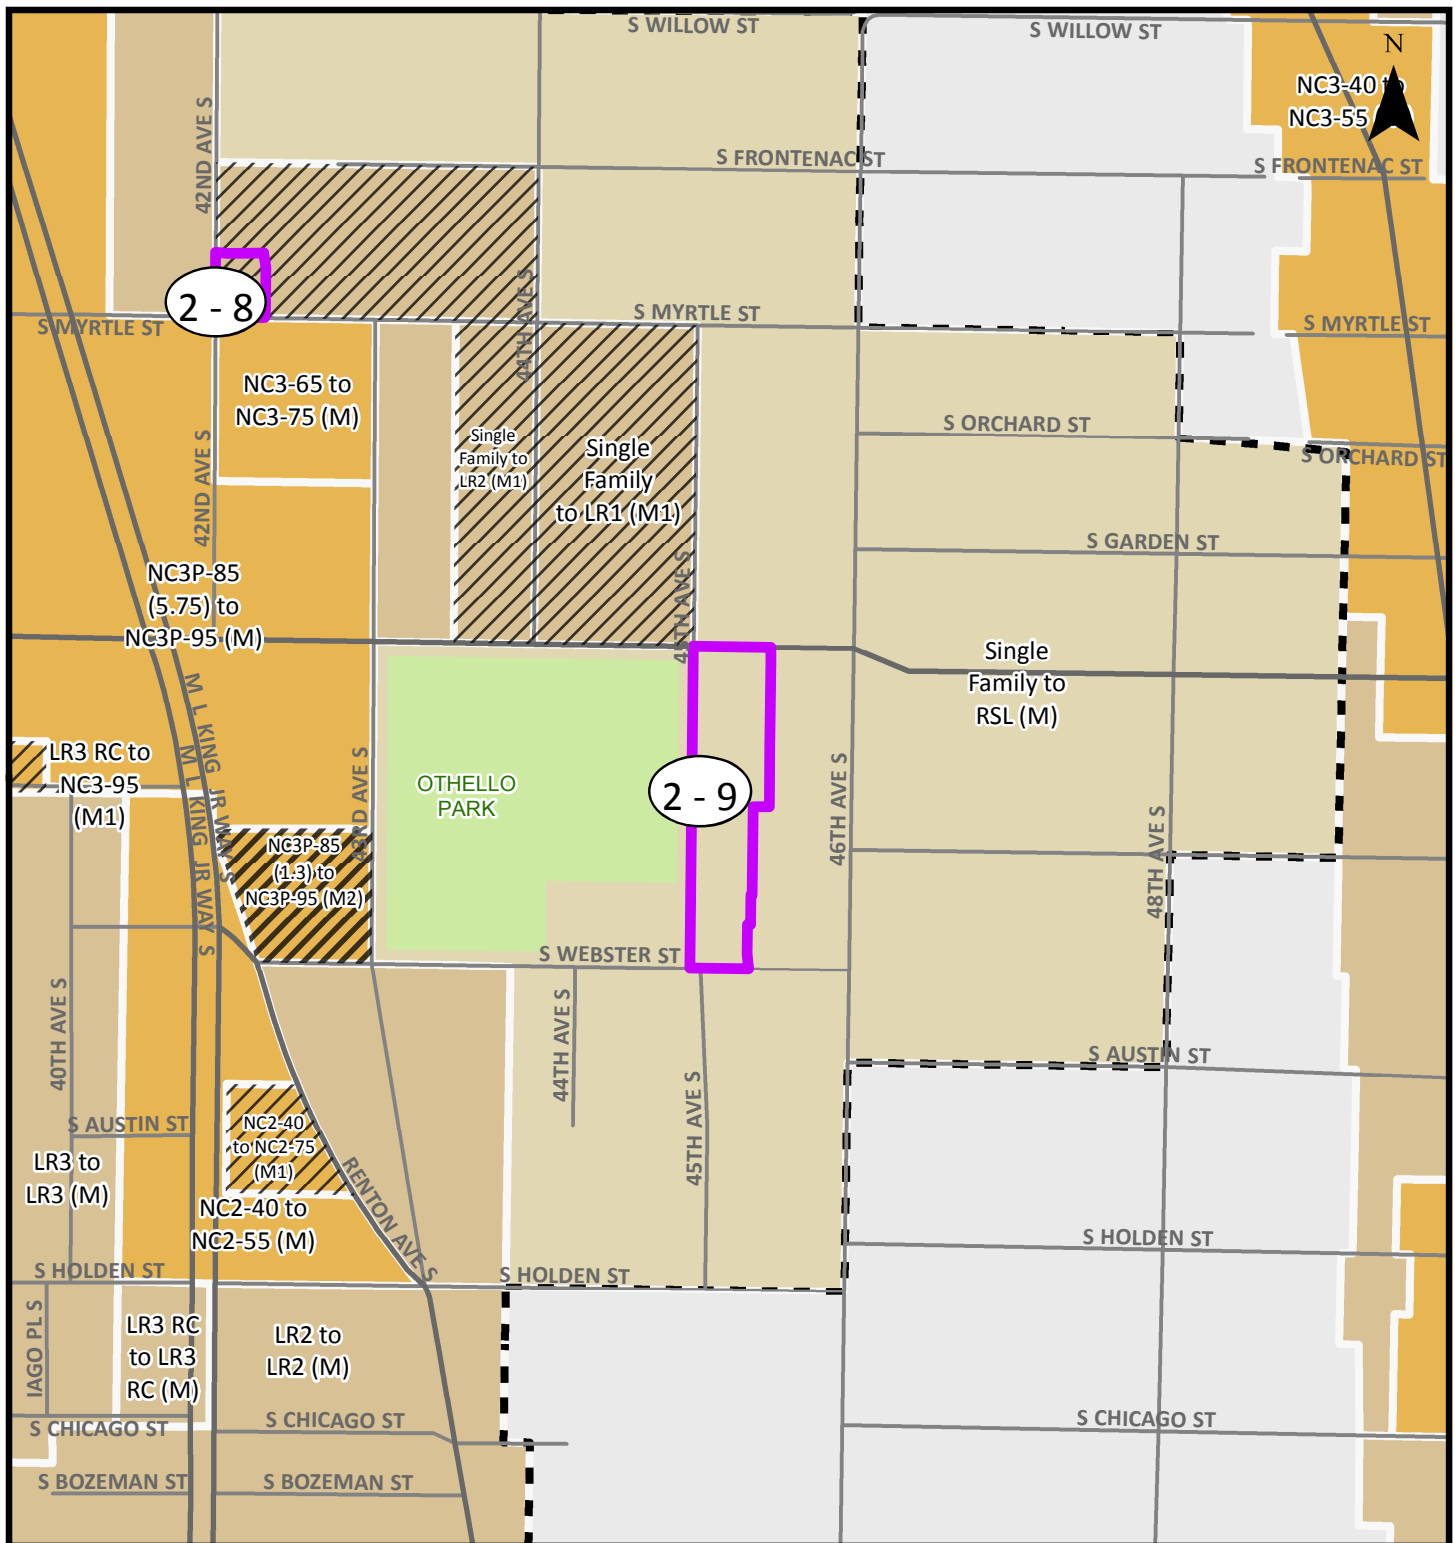 S WILLOW ST
S WILLOW ST
N
NC3-40 to
NC3-55
42ND AVE S
S FRONTENAC ST
S FRONTENAC ST
2 - 8
44TH AVE S
S MYRTLE ST
S MYRTLE ST
S MYRTLE ST
NC3-65 to
NC3-75 (M)
42ND AVE S
Single
Family to
LR2 (M1)
Single
Family
to LR1 (M1)
S ORCHARD ST
S ORCHARD ST
S GARDEN ST
NC3P-85
(5.75) to
NC3P-95 (M)
45TH AVE S
Single
Family to
RSL (M)
M L KING JR WAY S
M L KING JR WAY S
LR3 RC to
NC3-95
(M1)
43RD AVE S
OTHELLO
PARK
2 - 9
46TH AVE S
48TH AVE S
NC3P-85
(1.3) to
NC3P-95 (M2)
S WEBSTER ST
40TH AVE S
44TH AVE S
45TH AVE S
S AUSTIN ST
S AUSTIN ST
NC2-40
to NC2-75
(M1)
LR3 to
LR3 (M)
RENTON AVE S
NC2-40 to
NC2-55 (M)
S HOLDEN ST
S HOLDEN ST
S HOLDEN ST
IAGO PL S
LR3 RC
to LR3
RC (M)
LR2 to
LR2 (M)
S CHICAGO ST
S CHICAGO ST
S CHICAGO ST
S BOZEMAN ST
S BOZEMAN ST